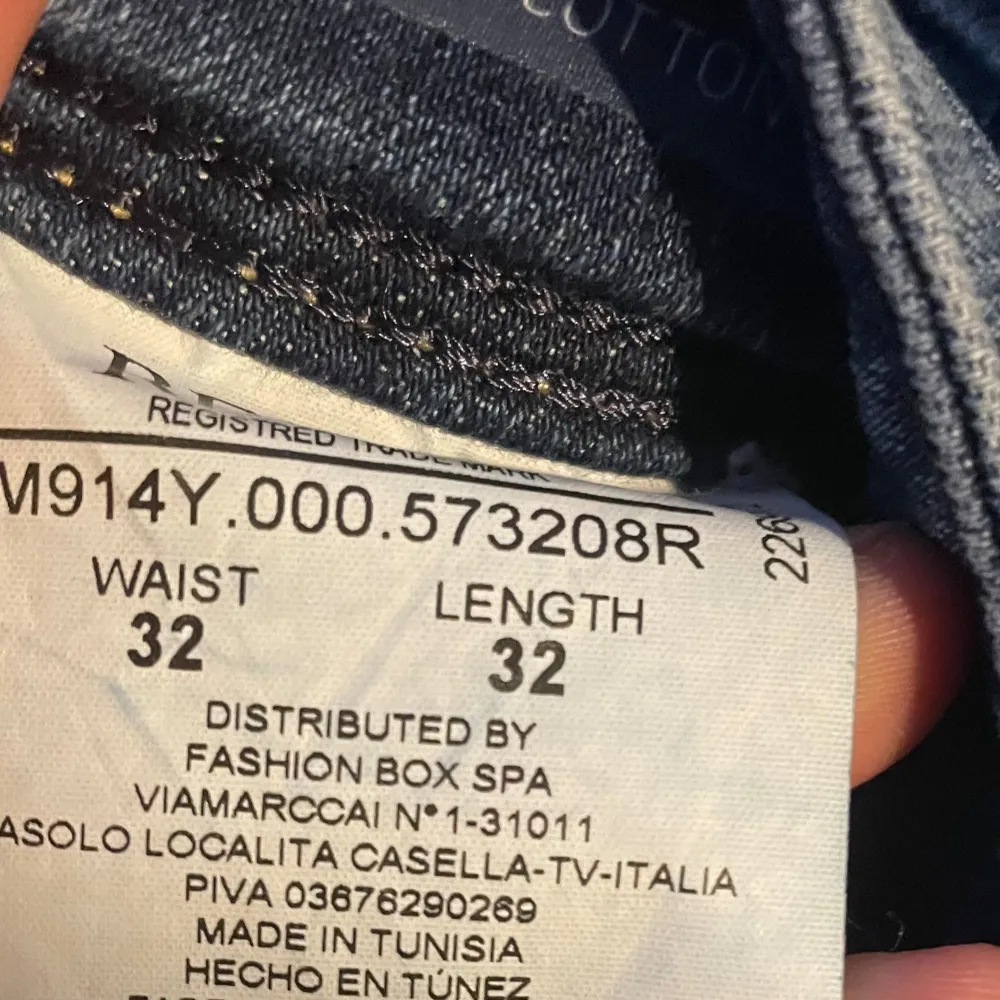 COTTON
REGISTRED TRADE MARK
M914Y.000.573208R
WAIST
32
LENGTH
32
DISTRIBUTED BY
FASHION BOX SPA
VIAMARCCAI N°1-31011
ASOLO LOCALITA CASELLA-TV-ITALIA
PIVA 03676290269
MADE IN TUNISIA
HECHO EN TÚNEZ